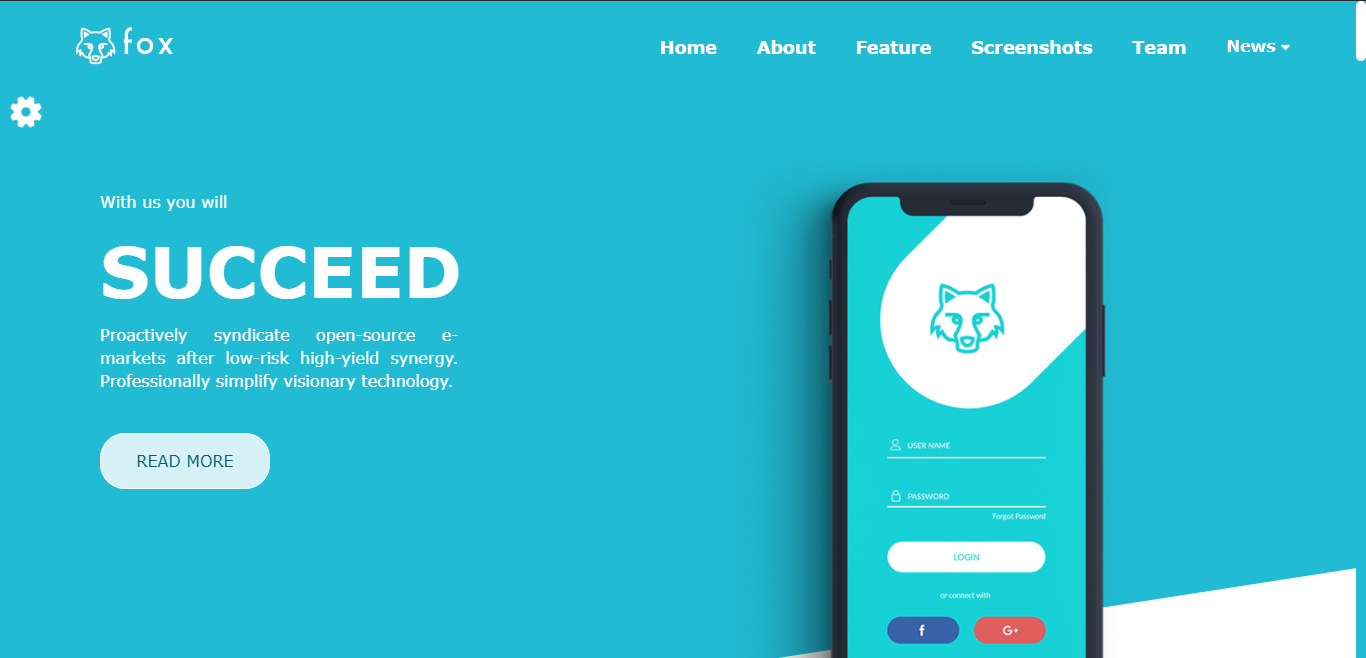 fox
Home
About
Feature
Screenshots
Team
News
With us you will
SUCCEED
Proactively syndicate open-source e-
markets after low-risk high-yield synergy.
Professionally simplify visionary technology.
READ MORE
USER NAME
PASSWORD
Forgot Password
LOGIN
or connect with
f
G+